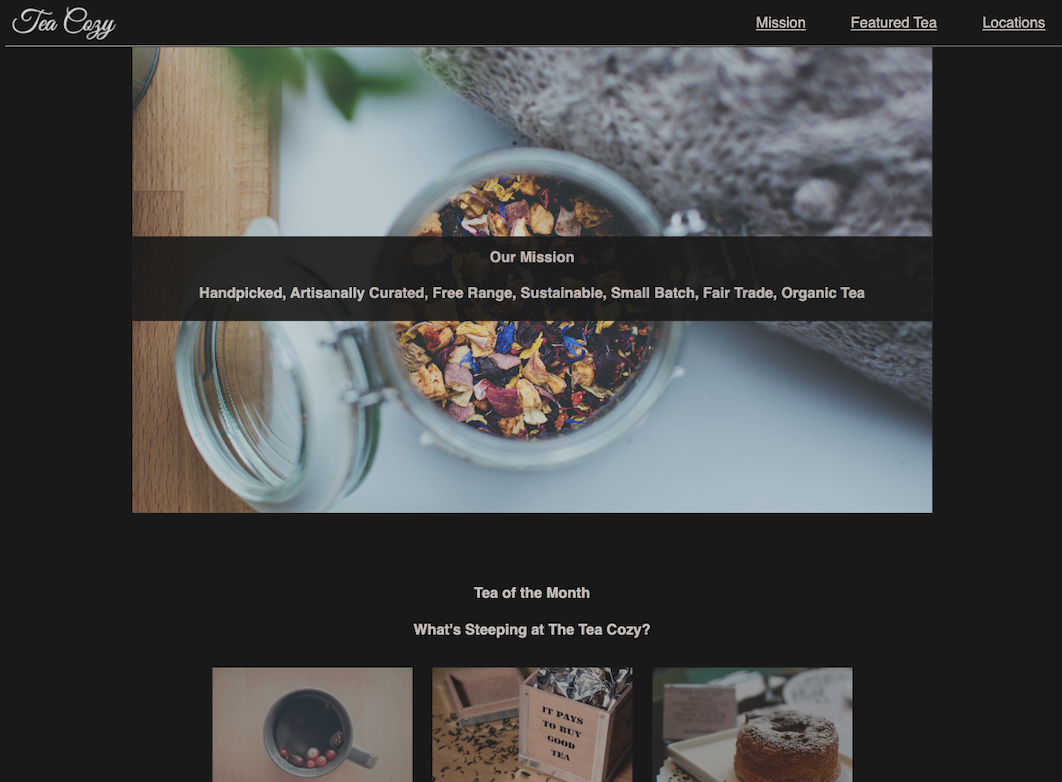 Tea Cozy
Mission
Featured Tea
Locations
Our Mission
Handpicked, Artisanally Curated, Free Range, Sustainable, Small Batch, Fair Trade, Organic Tea
Tea of the Month
What's Steeping at The Tea Cozy?
IT PAYS
TO BUY
GOOD
TEA